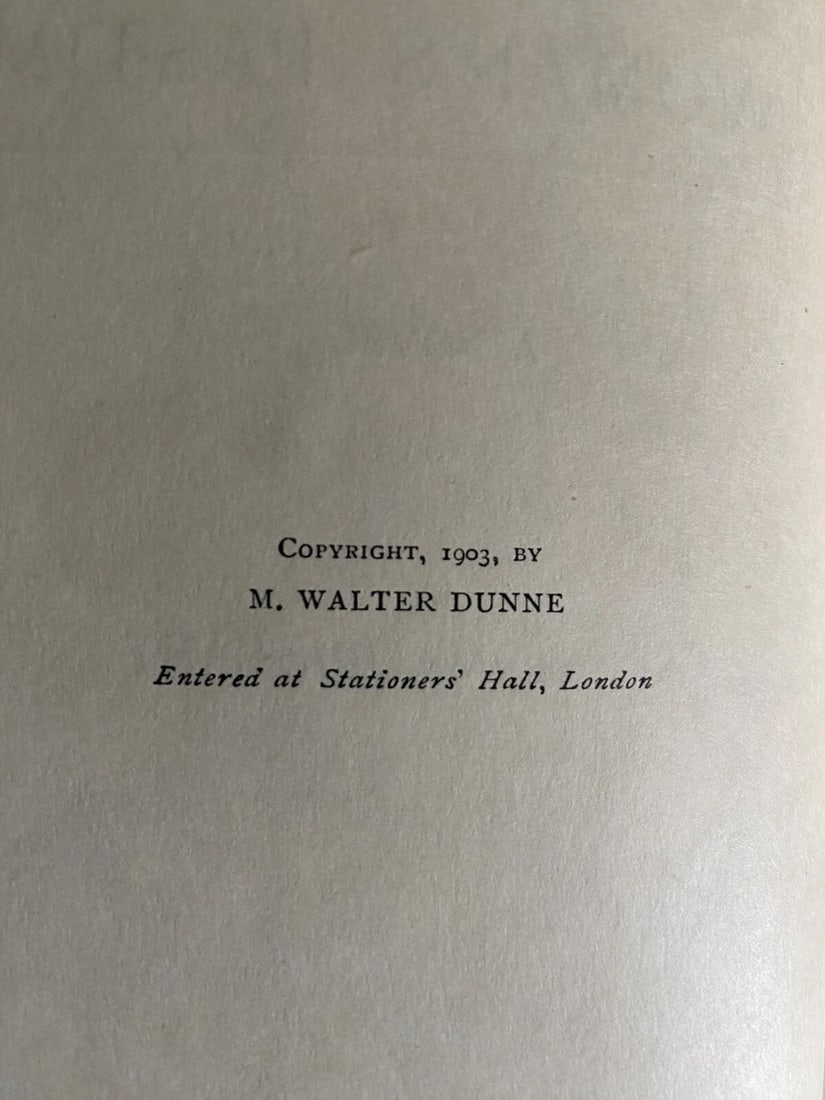 Copyright, 1903, by
M. WALTER DUNNE
Entered at Stationers' Hall, London